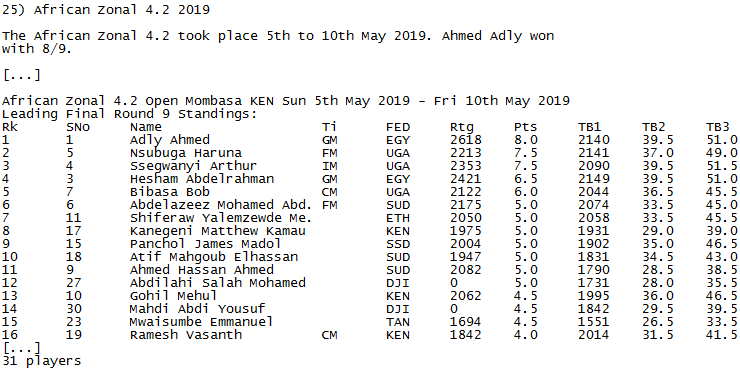 25) African Zonal 4.2 2019
The African Zonal 4.2 took place 5th to 10th May 2019. Ahmed Adly won
with 8/9.
[...]
African Zonal 4.2 Open Mombasa KEN Sun 5th May 2019 - Fri 10th May 2019
Leading Final Round 9 Standings:
Rk SNo Name Ti FED Rtg Pts TB1 TB2 TB3
1 1 Adly Ahmed GM EGY 2618 8.0 2140 39.5 51.0
2 5 Nsubuga Haruna FM UGA 2213 7.5 2141 37.0 49.0
3 4 Ssegwanyi Arthur IM UGA 2353 7.5 2090 39.5 51.5
4 3 Hesham Abdelrahman GM EGY 2421 6.5 2149 39.5 51.0
5 7 Bibasa Bob CM UGA 2122 6.0 2044 36.5 45.5
6 6 Abdelazeez Mohamed Abd. FM SUD 2175 5.0 2074 33.5 45.0
7 11 Shiferaw Yalemzewde Me. ETH 2050 5.0 2058 33.5 45.5
8 17 Kanegeni Matthew Kamau KEN 1975 5.0 1931 29.0 39.0
9 15 Panchol James Madol SSD 2004 5.0 1902 35.0 46.5
10 18 Atif Mahgoub Elhassan SUD 1947 5.0 1831 34.5 43.0
11 9 Ahmed Hassan Ahmed SUD 2082 5.0 1790 28.5 38.5
12 27 Abdilahi Salah Mohamed DJI 0 5.0 1731 28.0 35.5
13 10 Gohil Mehul KEN 2062 4.5 1995 36.0 46.5
14 30 Mahdi Abdi Yousuf DJI 0 4.5 1842 29.5 39.5
15 23 Mwaisumbe Emmanuel TAN 1694 4.5 1551 26.5 33.5
16 19 Ramesh Vasanth CM KEN 1842 4.0 2014 31.5 41.5
[...]
31 players